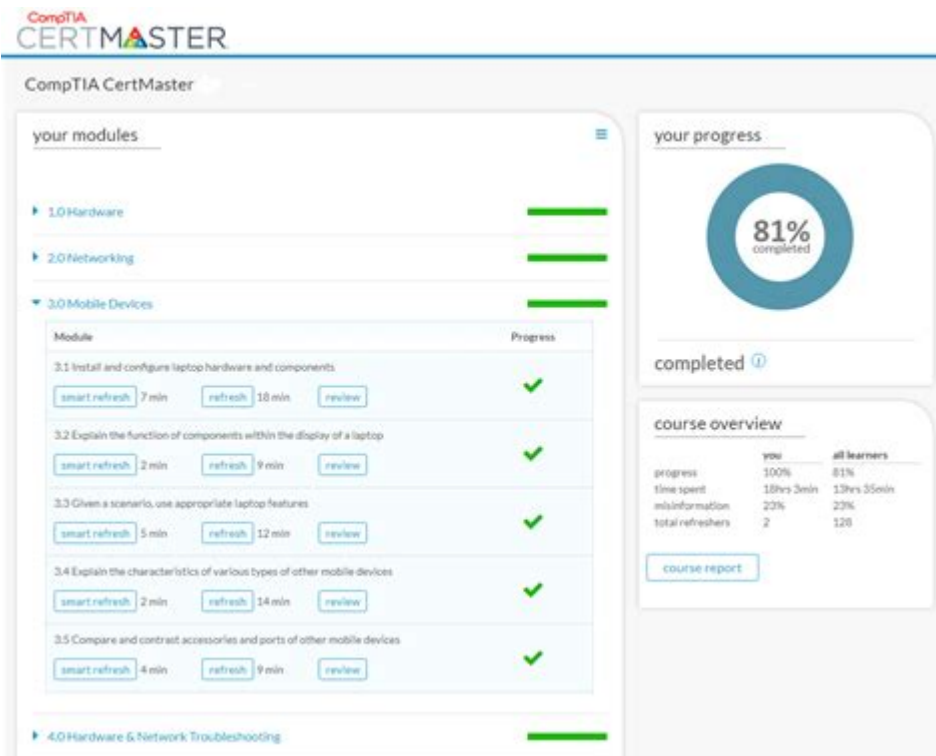 CompTIA
CERTMASTER
CompTIA CertMaster
your modules
1.0 Hardware
2.0 Networking
3.0 Mobile Devices
Module Progress
3.1 Install and configure laptop hardware and components
smart refresh 7 min refresh 18 min review
3.2 Explain the function of components within the display of a laptop
smart refresh 2 min refresh 9 min review
3.3 Given a scenario, use appropriate laptop features
smart refresh 5 min refresh 12 min review
3.4 Explain the characteristics of various types of other mobile devices
smart refresh 2 min refresh 14 min review
3.5 Compare and contrast accessories and ports of other mobile devices
smart refresh 4 min refresh 9 min review
4.0 Hardware & Network Troubleshooting
your progress
81%
completed
completed
course overview
you all learners
progress 100% 81%
time spent 18hrs 3min 13hrs 35min
misinformation 23% 23%
total refreshers 2 128
course report